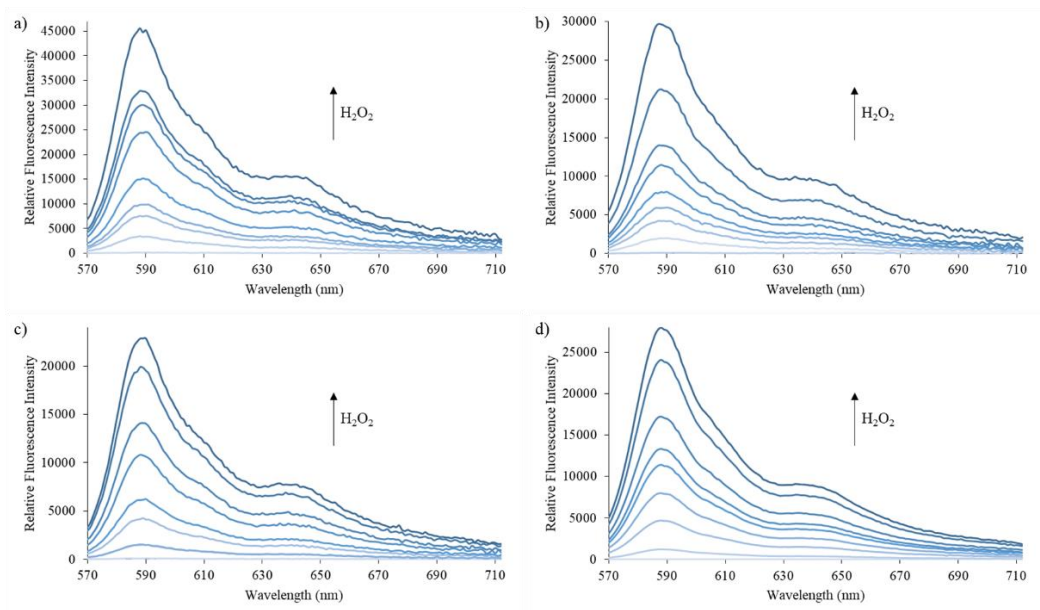 a)
Relative Fluorescence Intensity
45000
40000
35000
30000
25000
20000
15000
10000
5000
0
H₂O₂
570 590 610 630 650 670 690 710
Wavelength (nm)
b)
Relative Fluorescence Intensity
30000
25000
20000
15000
10000
5000
0
H₂O₂
570 590 610 630 650 670 690 710
Wavelength (nm)
c)
Relative Fluorescence Intensity
20000
15000
10000
5000
0
H₂O₂
570 590 610 630 650 670 690 710
Wavelength (nm)
d)
Relative Fluorescence Intensity
25000
20000
15000
10000
5000
0
H₂O₂
570 590 610 630 650 670 690 710
Wavelength (nm)